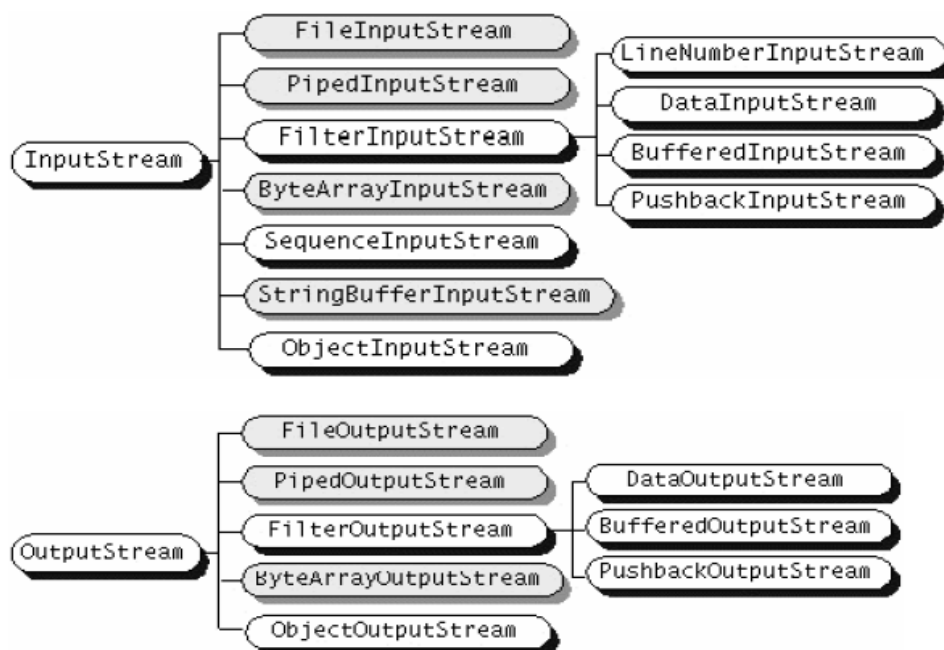 FileInputStream
PipedInputStream
FilterInputStream
InputStream
ByteArrayInputStream
SequenceInputStream
StringBufferInputStream
ObjectInputStream
LineNumberInputStream
DataInputStream
BufferedInputStream
PushbackInputStream
FileOutputStream
PipedOutputStream
FilterOutputStream
OutputStream
ByteArrayOutputStream
ObjectOutputStream
DataOutputStream
BufferedOutputStream
PushbackOutputStream